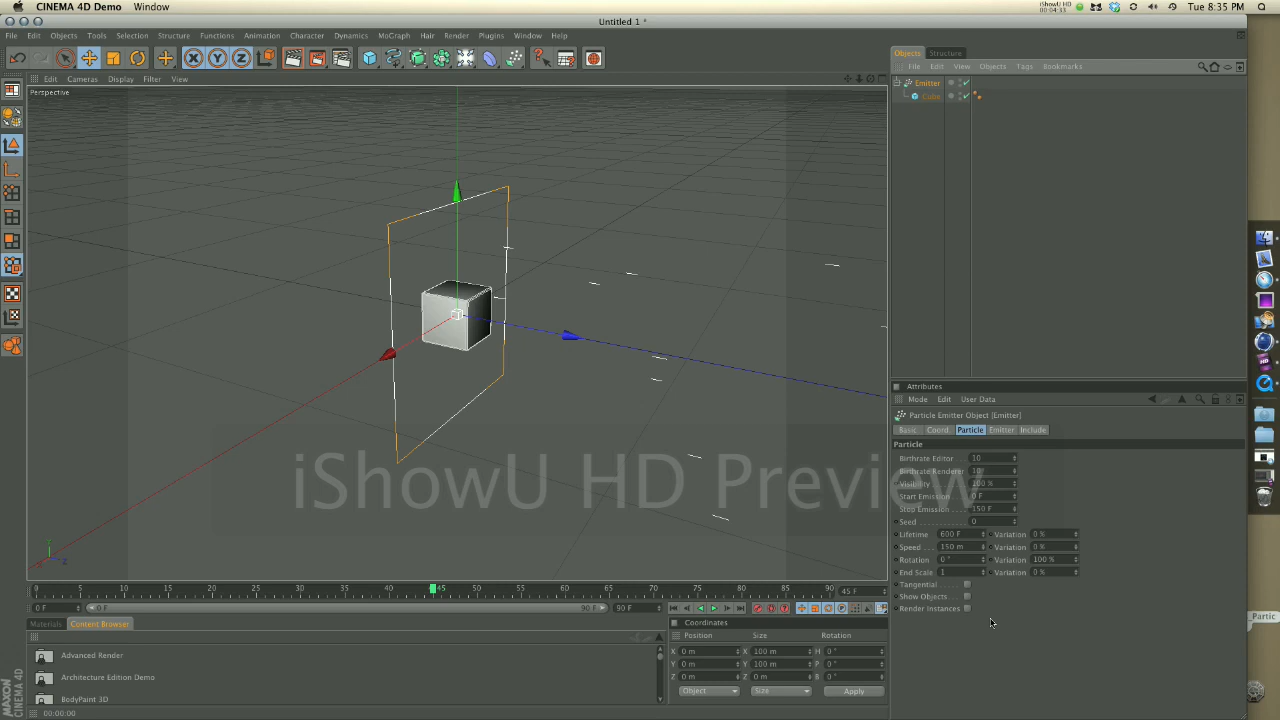 CINEMA 4D Demo Window
iShowU HD
00:04:33
Tue 8:35 PM
Untitled 1 *
File Edit Objects Tools Selection Structure Functions Animation Character Dynamics MoGraph Hair Render Plugins Window Help
Objects Structure
Edit Cameras Display Filter View
File Edit View Objects Tags Bookmarks
Perspective
Emitter
Cube
Attributes
Mode Edit User Data
Particle Emitter Object [Emitter]
Basic Coord. Particle Emitter Include
Particle
Birthrate Editor 10
Birthrate Renderer 10
Visibility 100 %
Start Emission 0 F
Stop Emission 150 F
Seed 0
Lifetime 600 F Variation 0 %
Speed 150 m Variation 0 %
Rotation 0 ° Variation 100 %
End Scale 1 Variation 0 %
Tangential
Show Objects
Render Instances
iShowU HD Preview
0 5 10 15 20 25 30 35 40 45 50 55 60 65 70 75 80 85 90 45 F
0 F 0 F 90 F 90 F
Materials Content Browser
Coordinates
Position Size Rotation
X 0 m X 100 m H 0 °
Y 0 m Y 100 m P 0 °
Z 0 m Z 0 m B 0 °
Object Size Apply
Advanced Render
Architecture Edition Demo
BodyPaint 3D
MAXON
CINEMA 4D
00:00:00
_Partic